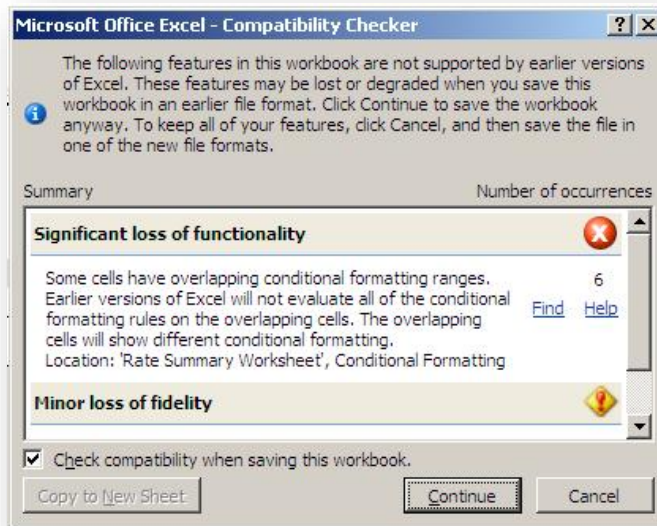 Microsoft Office Excel - Compatibility Checker
The following features in this workbook are not supported by earlier versions
of Excel. These features may be lost or degraded when you save this
workbook in an earlier file format. Click Continue to save the workbook
anyway. To keep all of your features, click Cancel, and then save the file in
one of the new file formats.
Summary Number of occurrences
Significant loss of functionality
Some cells have overlapping conditional formatting ranges. 6
Earlier versions of Excel will not evaluate all of the conditional
formatting rules on the overlapping cells. The overlapping Find Help
cells will show different conditional formatting.
Location: 'Rate Summary Worksheet', Conditional Formatting
Minor loss of fidelity
Check compatibility when saving this workbook.
Copy to New Sheet Continue Cancel